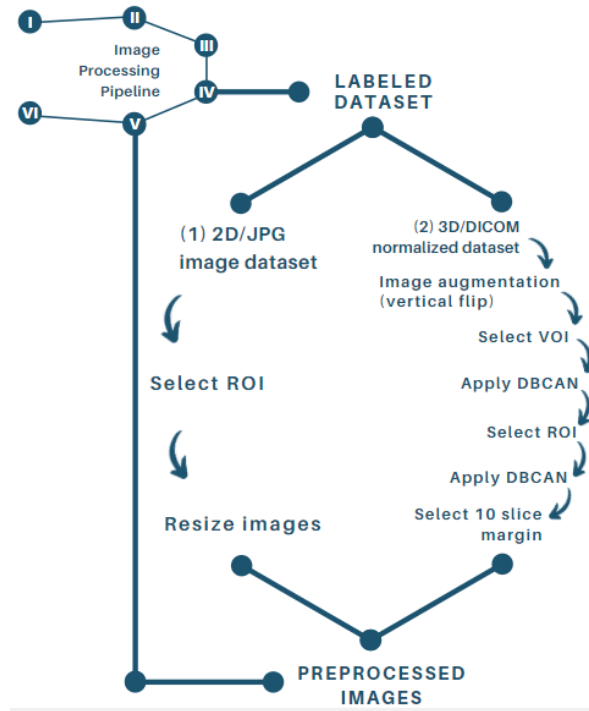 I
II
III
IV
V
VI
Image
Processing
Pipeline
LABELED
DATASET
(1) 2D/JPG
image dataset
Select ROI
Resize images
(2) 3D/DICOM
normalized dataset
Image augmentation
(vertical flip)
Select VOI
Apply DBCAN
Select ROI
Apply DBCAN
Select 10 slice
margin
PREPROCESSED
IMAGES